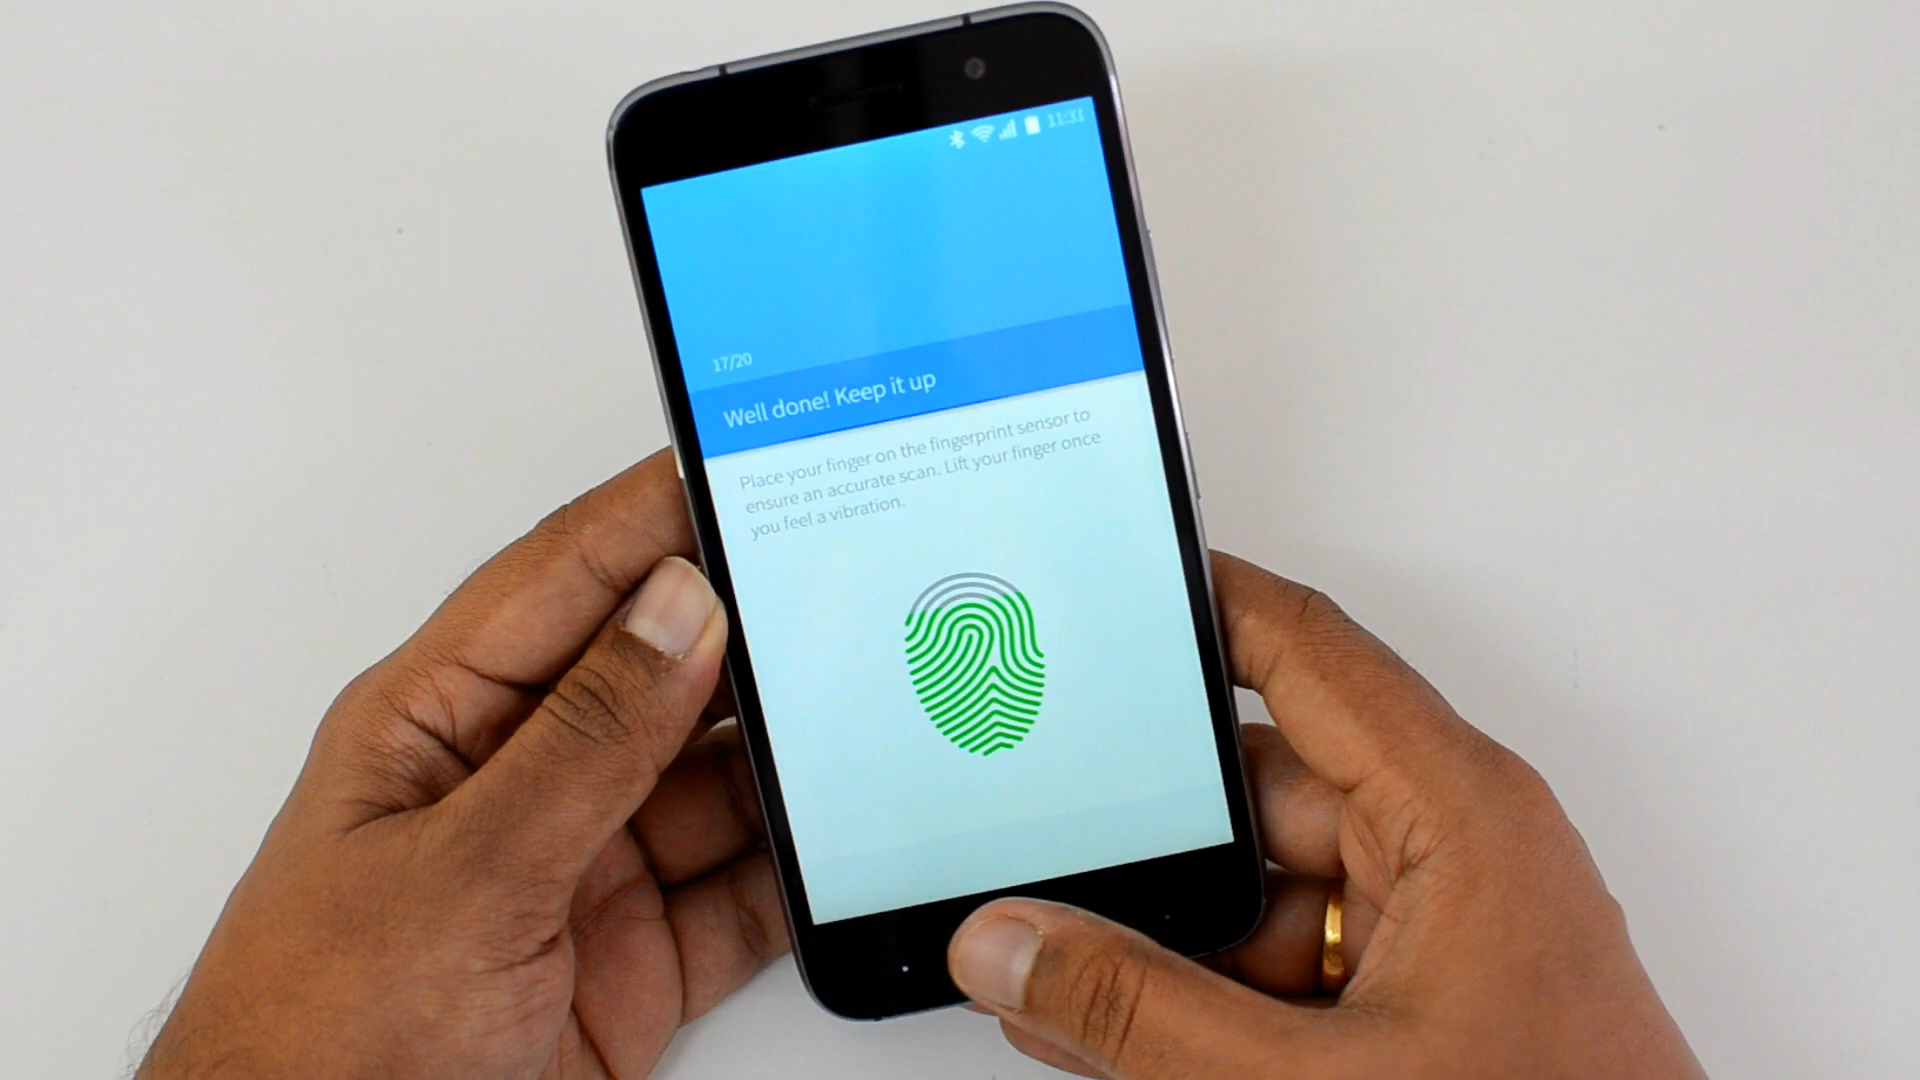 11:31
17/20
Well done! Keep it up
Place your finger on the fingerprint sensor to
ensure an accurate scan. Lift your finger once
you feel a vibration.